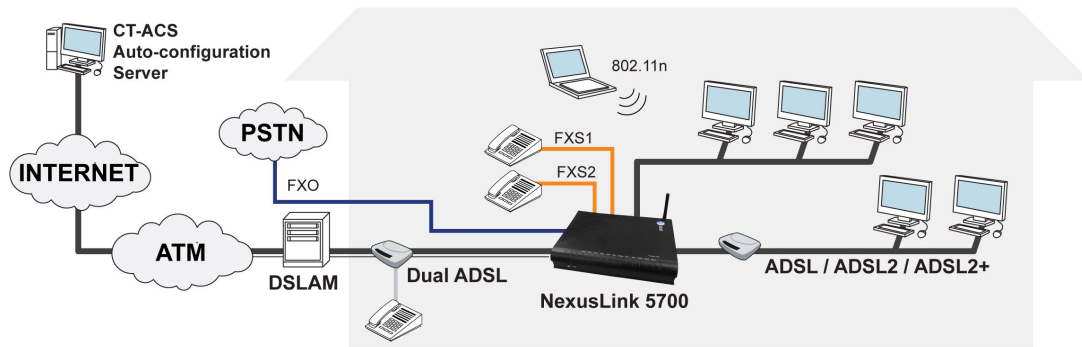 CT-ACS
Auto-configuration
Server
802.11n
PSTN
FXS1
INTERNET
FXS2
FXO
ATM
DSLAM
Dual ADSL
ADSL / ADSL2 / ADSL2+
NexusLink 5700